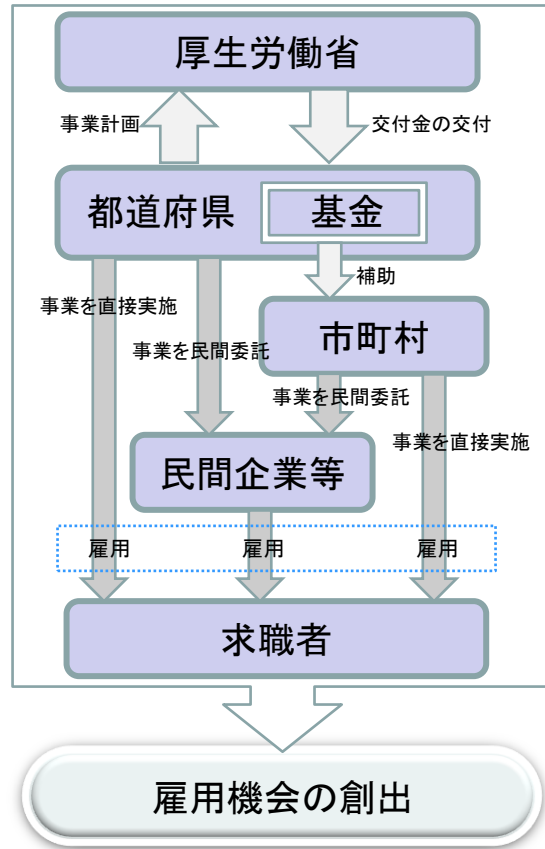 厚生労働省
事業計画
交付金の交付
都道府県
基金
補助
事業を直接実施
市町村
事業を民間委託
事業を民間委託
事業を直接実施
民間企業等
雇用
雇用
雇用
求職者
雇用機会の創出